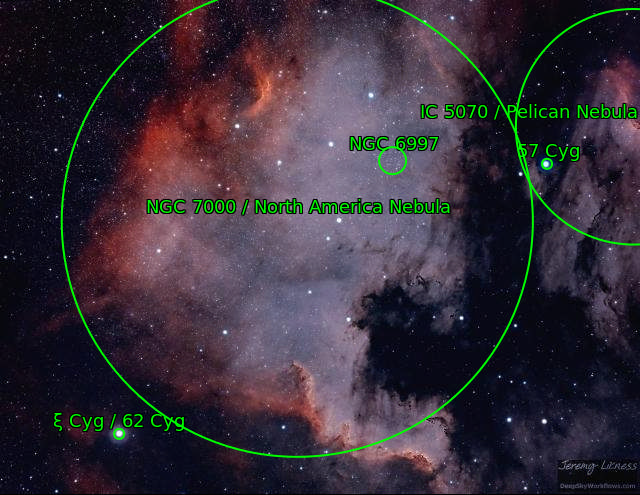 IC 5070 / Pelican Nebula
NGC 6997
57 Cyg
NGC 7000 / North America Nebula
ξ Cyg / 62 Cyg
Jeremy Likness
DeepSkyWorkflows.com